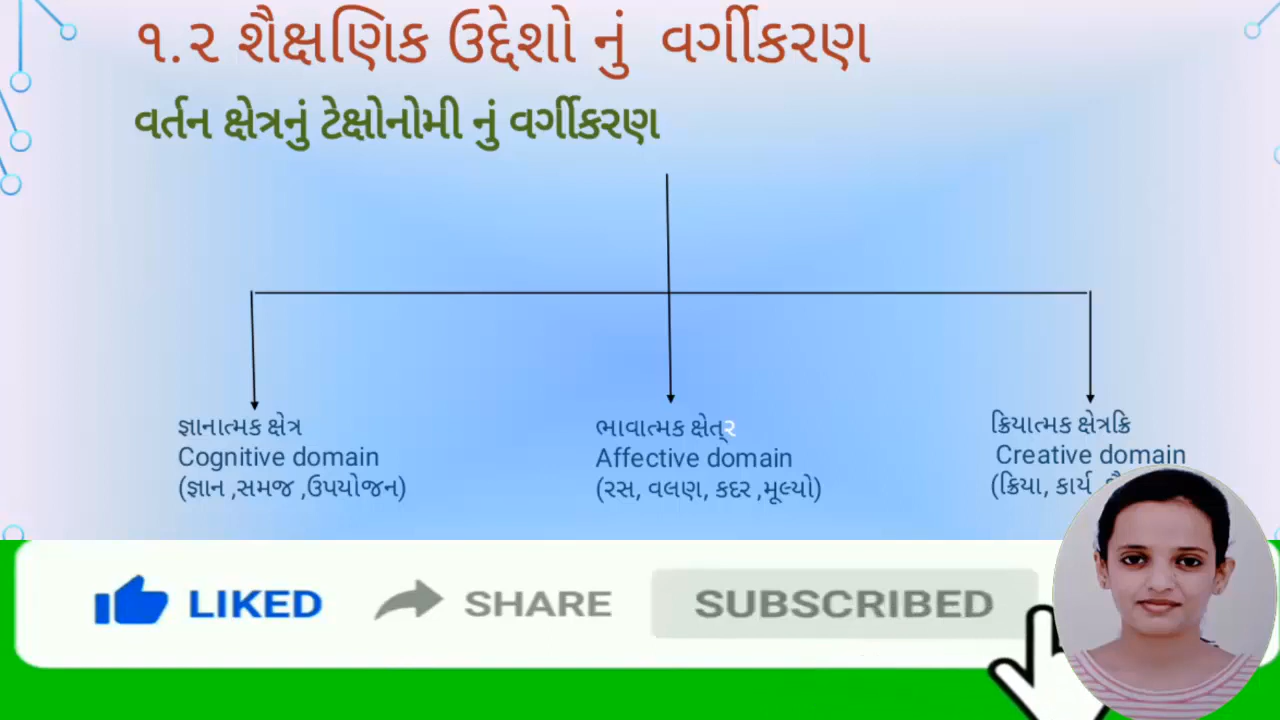 ૧.૨ શૈક્ષણિક ઉદ્દેશો નું વર્ગીકરણ
વર્તન ક્ષેત્રનું ટેક્ષોનોમી નું વર્ગીકરણ
જ્ઞાનાત્મક ક્ષેત્ર
Cognitive domain
(જ્ઞાન ,સમજ ,ઉપયોજન)
ભાવાત્મક ક્ષેત્ર
Affective domain
(રસ, વલણ, કદર ,મૂલ્યો)
ક્રિયાત્મક ક્ષેત્રક્રિ
Creative domain
(ક્રિયા, કાર્ય
LIKED SHARE SUBSCRIBED